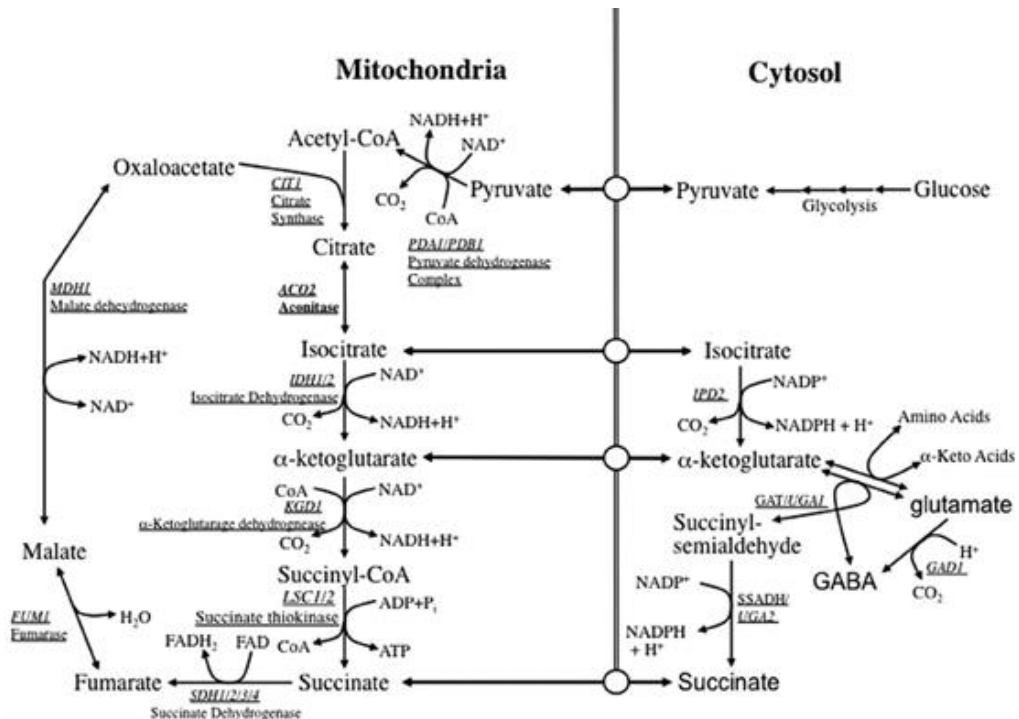 Mitochondria
Cytosol
NADH+H⁺
Acetyl-CoA
NAD⁺
Oxaloacetate
CIT1
Citrate
Synthase
CO₂
CoA
Pyruvate
Pyruvate
Glycolysis
Glucose
Citrate
PDA1/PDB1
Pyruvate dehydrogenase
Complex
MDH1
Malate deheydrogenase
ACO2
Aconitase
NADH+H⁺
NAD⁺
Isocitrate
Isocitrate
IDH1/2
Isocitrate Dehydrogenase
NAD⁺
CO₂
NADH+H⁺
IPD2
NADP⁺
CO₂
NADPH + H⁺
Amino Acids
α-Keto Acids
α-ketoglutarate
α-ketoglutarate
CoA
NAD⁺
KGD1
α-Ketoglutarage dehydrognease
CO₂
NADH+H⁺
GAT/UGA1
glutamate
Succinyl-
semialdehyde
GABA
H⁺
GAD1
CO₂
Malate
Succinyl-CoA
LSC1/2
Succinate thiokinase
ADP+Pᵢ
CoA
ATP
NADP⁺
SSADH/
UGA2
NADPH
+ H⁺
FUM1
Fumarase
H₂O
FADH₂
FAD
Fumarate
SDH1/2/3/4
Succinate Dehydrogenase
Succinate
Succinate